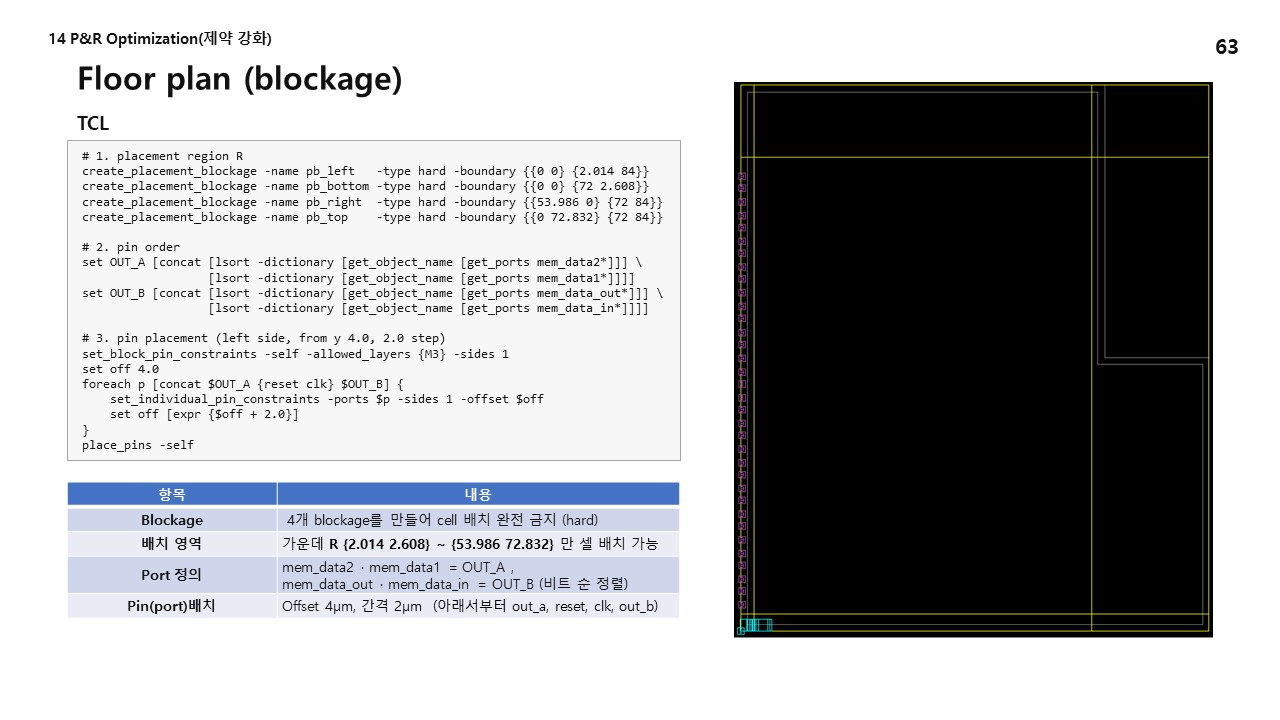 14 P&R Optimization(제약 강화)
63
Floor plan (blockage)
TCL
# 1. placement region R
create_placement_blockage -name pb_left   -type hard -boundary {{0 0} {2.014 84}}
create_placement_blockage -name pb_bottom -type hard -boundary {{0 0} {72 2.608}}
create_placement_blockage -name pb_right  -type hard -boundary {{53.986 0} {72 84}}
create_placement_blockage -name pb_top    -type hard -boundary {{0 72.832} {72 84}}
# 2. pin order
set OUT_A [concat [lsort -dictionary [get_object_name [get_ports mem_data2*]]] \
                  [lsort -dictionary [get_object_name [get_ports mem_data1*]]]]
set OUT_B [concat [lsort -dictionary [get_object_name [get_ports mem_data_out*]]] \
                  [lsort -dictionary [get_object_name [get_ports mem_data_in*]]]]
# 3. pin placement (left side, from y 4.0, 2.0 step)
set_block_pin_constraints -self -allowed_layers {M3} -sides 1
set off 4.0
foreach p [concat $OUT_A {reset clk} $OUT_B] {
    set_individual_pin_constraints -ports $p -sides 1 -offset $off
    set off [expr {$off + 2.0}]
}
place_pins -self
항목 내용
Blockage 4개 blockage를 만들어 cell 배치 완전 금지 (hard)
배치 영역 가운데 R {2.014 2.608} ~ {53.986 72.832} 만 셀 배치 가능
Port 정의 mem_data2 · mem_data1 = OUT_A ,
mem_data_out · mem_data_in = OUT_B (비트 순 정렬)
Pin(port)배치 Offset 4μm, 간격 2μm (아래서부터 out_a, reset, clk, out_b)